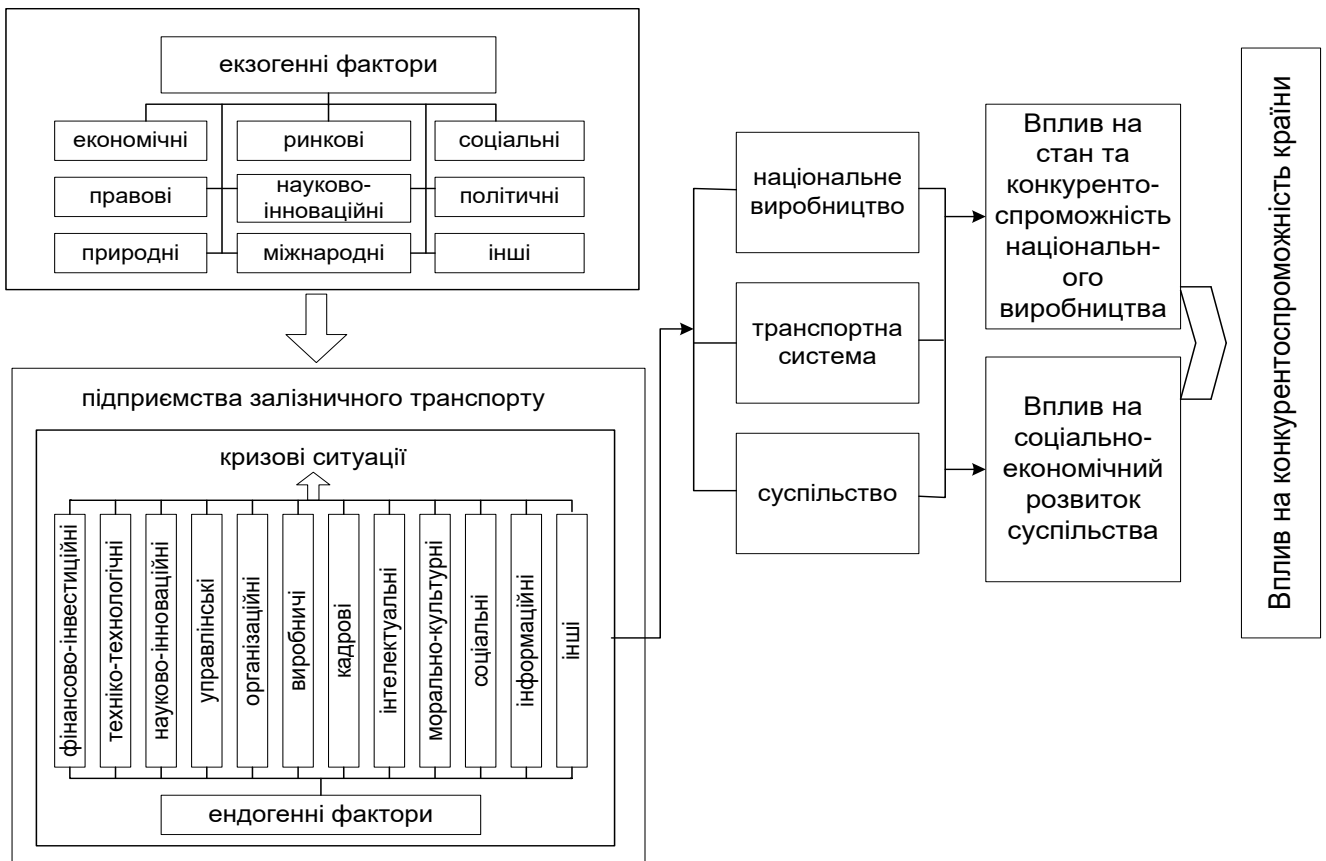 екзогенні фактори
економічні
ринкові
соціальні
правові
науково-
інноваційні
політичні
природні
міжнародні
інші
підприємства залізничного транспорту
кризові ситуації
фінансово-інвестиційні
техніко-технологічні
науково-інноваційні
управлінські
організаційні
виробничі
кадрові
інтелектуальні
морально-культурні
соціальні
інформаційні
інші
ендогенні фактори
національне
виробництво
транспортна
система
суспільство
Вплив на
стан та
конкуренто-
спроможність
національн-
ого
виробництва
Вплив на
соціально-
економічний
розвиток
суспільства
Вплив на конкурентоспроможність країни